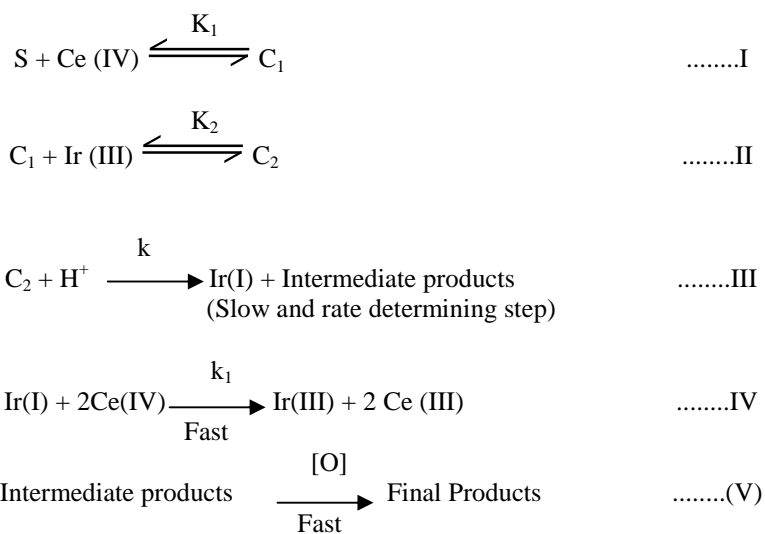 K₁
S + Ce (IV) ⇌ C₁ ........I
K₂
C₁ + Ir (III) ⇌ C₂ ........II
k
C₂ + H⁺ → Ir(I) + Intermediate products ........III
(Slow and rate determining step)
k₁
Ir(I) + 2Ce(IV) → Ir(III) + 2 Ce (III) ........IV
Fast
[O]
Intermediate products → Final Products ........(V)
Fast